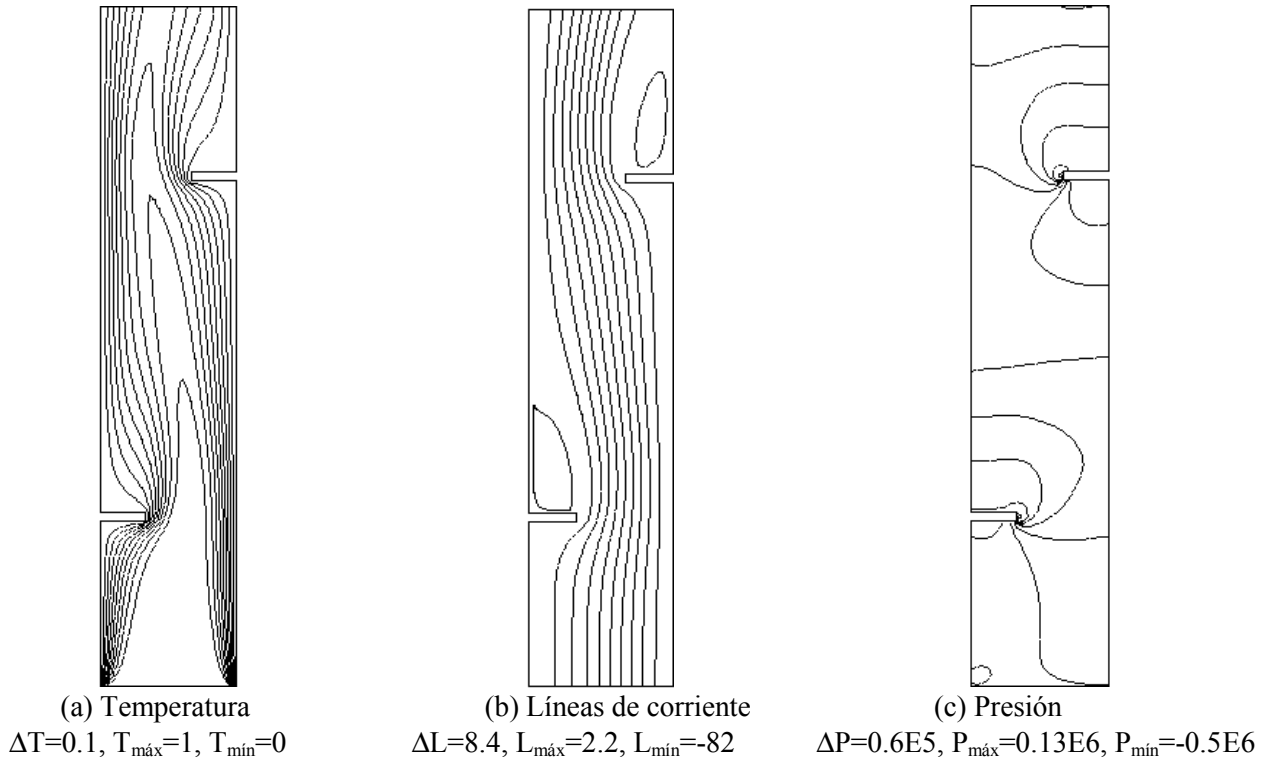 (a) Temperatura
ΔT=0.1, Tmáx=1, Tmín=0
(b) Líneas de corriente
ΔL=8.4, Lmáx=2.2, Lmín=-82
(c) Presión
ΔP=0.6E5, Pmáx=0.13E6, Pmín=-0.5E6